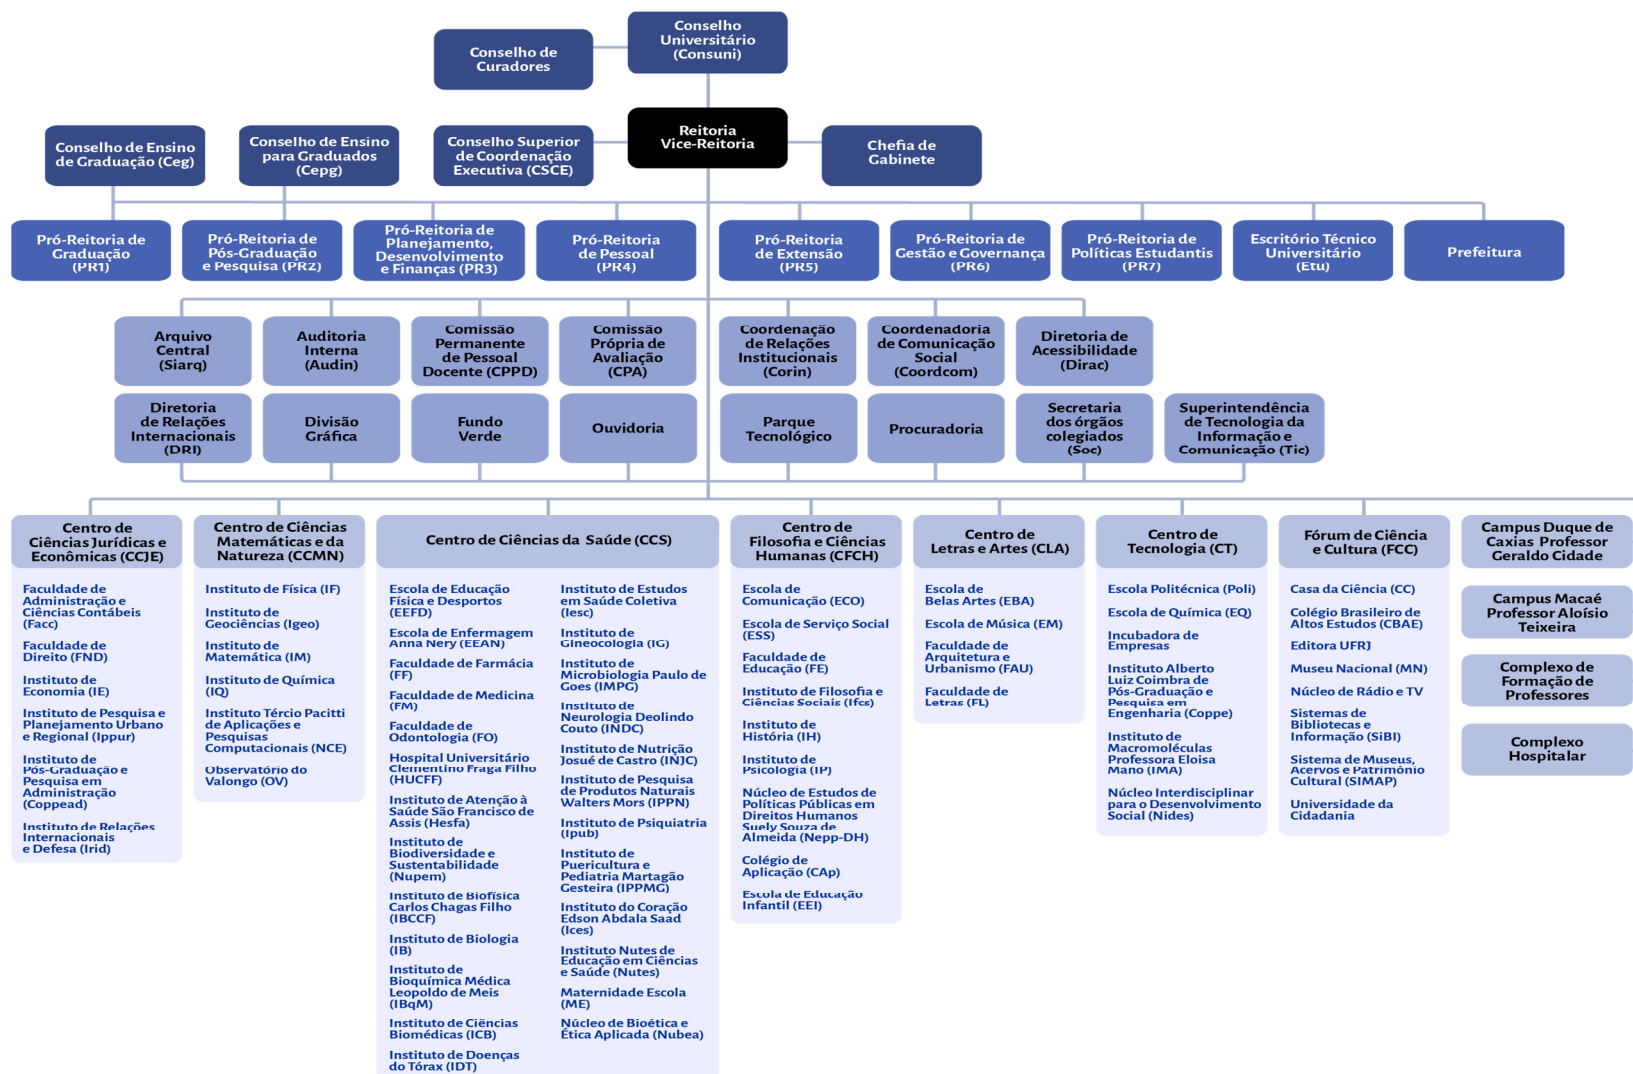 Conselho
Universitário
(Consuni)
Conselho de
Curadores
Reitoria
Vice-Reitoria
Conselho de Ensino
de Graduação (Ceg)
Conselho de Ensino
para Graduados
(Cepg)
Conselho Superior
de Coordenação
Executiva (CSCE)
Chefia de
Gabinete
Pró-Reitoria de
Graduação
(PR1)
Pró-Reitoria de
Pós-Graduação
e Pesquisa (PR2)
Pró-Reitoria de
Planejamento,
Desenvolvimento
e Finanças (PR3)
Pró-Reitoria
de Pessoal
(PR4)
Pró-Reitoria
de Extensão
(PR5)
Pró-Reitoria de
Gestão e Governança
(PR6)
Pró-Reitoria de
Políticas Estudantis
(PR7)
Escritório Técnico
Universitário
(Etu)
Prefeitura
Arquivo
Central
(Siarq)
Auditoria
Interna
(Audin)
Comissão
Permanente
de Pessoal
Docente (CPPD)
Comissão
Própria de
Avaliação
(CPA)
Coordenação
de Relações
Institucionais
(Corin)
Coordenadoria
de Comunicação
Social
(Coordcom)
Diretoria de
Acessibilidade
(Dirac)
Diretoria
de Relações
Internacionais
(DRI)
Divisão
Gráfica
Fundo
Verde
Ouvidoria
Parque
Tecnológico
Procuradoria
Secretaria
dos órgãos
colegiados
(Soc)
Superintendência
de Tecnologia da
Informação e
Comunicação (Tic)
Centro de
Ciências Jurídicas e
Econômicas (CCJE)
Faculdade de
Administração e
Ciências Contábeis
(Facc)
Faculdade de
Direito (FND)
Instituto de
Economia (IE)
Instituto de Pesquisa e
Planejamento Urbano
e Regional (Ippur)
Instituto de
Pós-Graduação e
Pesquisa em
Administração
(Coppead)
Instituto de Relações
Internacionais
e Defesa (Irid)
Centro de Ciências
Matemáticas e da
Natureza (CCMN)
Instituto de Física (IF)
Instituto de
Geociências (Igeo)
Instituto de
Matemática (IM)
Instituto de Química
(IQ)
Instituto Tércio Pacitti
de Aplicações e
Pesquisas
Computacionais (NCE)
Observatório do
Valongo (OV)
Centro de Ciências da Saúde (CCS)
Escola de Educação
Física e Desportos
(EEFD)
Escola de Enfermagem
Anna Nery (EEAN)
Faculdade de Farmácia
(FF)
Faculdade de Medicina
(FM)
Faculdade de
Odontologia (FO)
Hospital Universitário
Clementino Fraga Filho
(HUCFF)
Instituto de Atenção à
Saúde São Francisco de
Assis (Hesfa)
Instituto de
Biodiversidade e
Sustentabilidade
(Nupem)
Instituto de Biofísica
Carlos Chagas Filho
(IBCCF)
Instituto de Biologia
(IB)
Instituto de
Bioquímica Médica
Leopoldo de Meis
(IBqM)
Instituto de Ciências
Biomédicas (ICB)
Instituto de Doenças
do Tórax (IDT)
Instituto de Estudos
em Saúde Coletiva
(Iesc)
Instituto de
Gineocologia (IG)
Instituto de
Microbiologia Paulo de
Goes (IMPG)
Instituto de
Neurologia Deolindo
Couto (INDC)
Instituto de Nutrição
Josué de Castro (INJC)
Instituto de Pesquisa
de Produtos Naturais
Walters Mors (IPPN)
Instituto de Psiquiatria
(Ipub)
Instituto de
Puericultura e
Pediatria Martagão
Gesteira (IPPMG)
Instituto do Coração
Edson Abdala Saad
(Ices)
Instituto Nutes de
Educação em Ciências
e Saúde (Nutes)
Maternidade Escola
(ME)
Núcleo de Bioética e
Ética Aplicada (Nubea)
Centro de
Filosofia e Ciências
Humanas (CFCH)
Escola de
Comunicação (ECO)
Escola de Serviço Social
(ESS)
Faculdade de
Educação (FE)
Instituto de Filosofia e
Ciências Sociais (Ifcs)
Instituto de
História (IH)
Instituto de
Psicologia (IP)
Núcleo de Estudos de
Políticas Públicas em
Direitos Humanos
Suely Souza de
Almeida (Nepp-DH)
Colégio de
Aplicação (CAp)
Escola de Educação
Infantil (EEI)
Centro de
Letras e Artes (CLA)
Escola de
Belas Artes (EBA)
Escola de Música (EM)
Faculdade de
Arquitetura e
Urbanismo (FAU)
Faculdade de
Letras (FL)
Centro de
Tecnologia (CT)
Escola Politécnica (Poli)
Escola de Química (EQ)
Incubadora de
Empresas
Instituto Alberto
Luiz Coimbra de
Pós-Graduação e
Pesquisa em
Engenharia (Coppe)
Instituto de
Macromoléculas
Professora Eloisa
Mano (IMA)
Núcleo Interdisciplinar
para o Desenvolvimento
Social (Nides)
Fórum de Ciência
e Cultura (FCC)
Casa da Ciência (CC)
Colégio Brasileiro de
Altos Estudos (CBAE)
Editora UFRJ
Museu Nacional (MN)
Núcleo de Rádio e TV
Sistemas de
Bibliotecas e
Informação (SiBI)
Sistema de Museus,
Acervos e Patrimônio
Cultural (SIMAP)
Universidade da
Cidadania
Campus Duque de
Caxias Professor
Geraldo Cidade
Campus Macaé
Professor Aloísio
Teixeira
Complexo de
Formação de
Professores
Complexo
Hospitalar